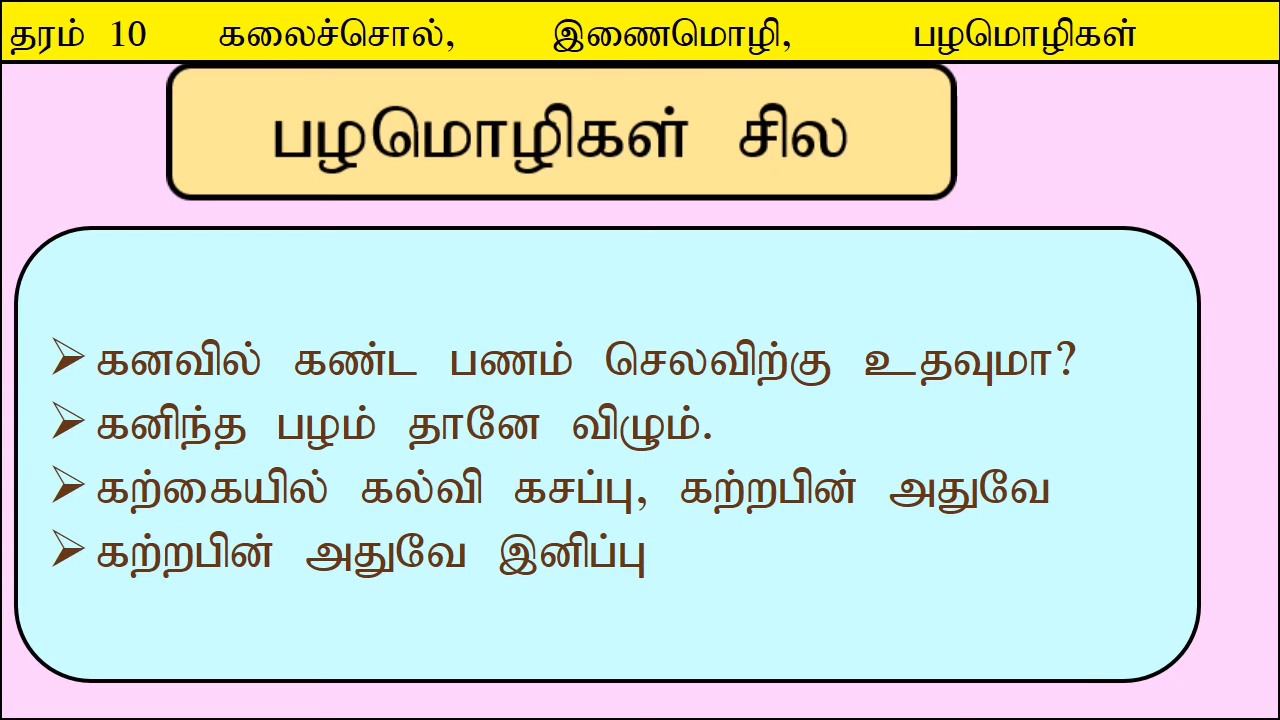 தரம் 10 கலைச்சொல், இணைமொழி, பழமொழிகள்
பழமொழிகள் சில
➢கனவில் கண்ட பணம் செலவிற்கு உதவுமா?
➢கனிந்த பழம் தானே விழும்.
➢கற்கையில் கல்வி கசப்பு, கற்றபின் அதுவே
➢கற்றபின் அதுவே இனிப்பு